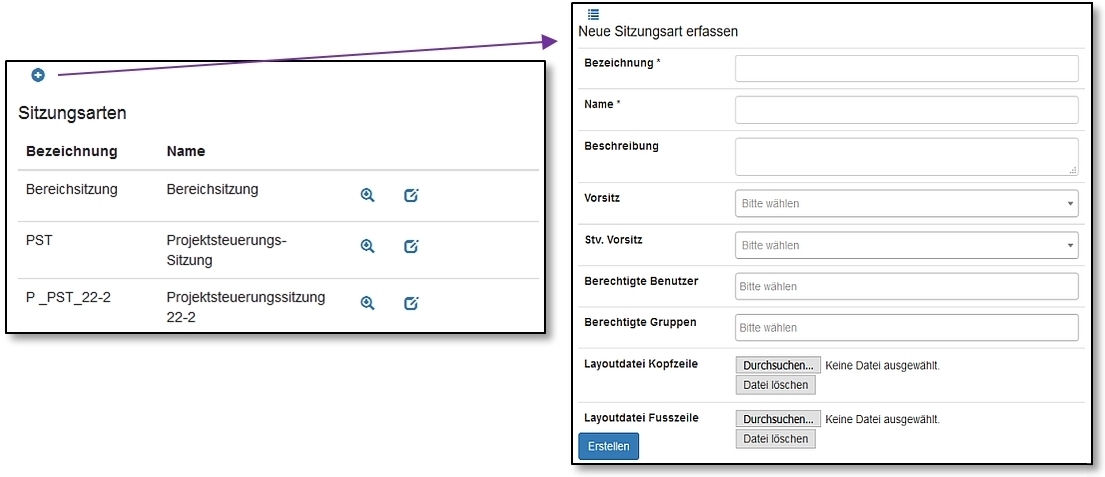 Sitzungsarten
Bezeichnung Name
Bereichsitzung Bereichsitzung
PST Projektsteuerungs-
Sitzung
P _PST_22-2 Projektsteuerungssitzung
22-2
Neue Sitzungsart erfassen
Bezeichnung *
Name *
Beschreibung
Vorsitz Bitte wählen
Stv. Vorsitz Bitte wählen
Berechtigte Benutzer Bitte wählen
Berechtigte Gruppen Bitte wählen
Layoutdatei Kopfzeile Durchsuchen... Keine Datei ausgewählt.
Datei löschen
Layoutdatei Fusszeile Durchsuchen... Keine Datei ausgewählt.
Datei löschen
Erstellen